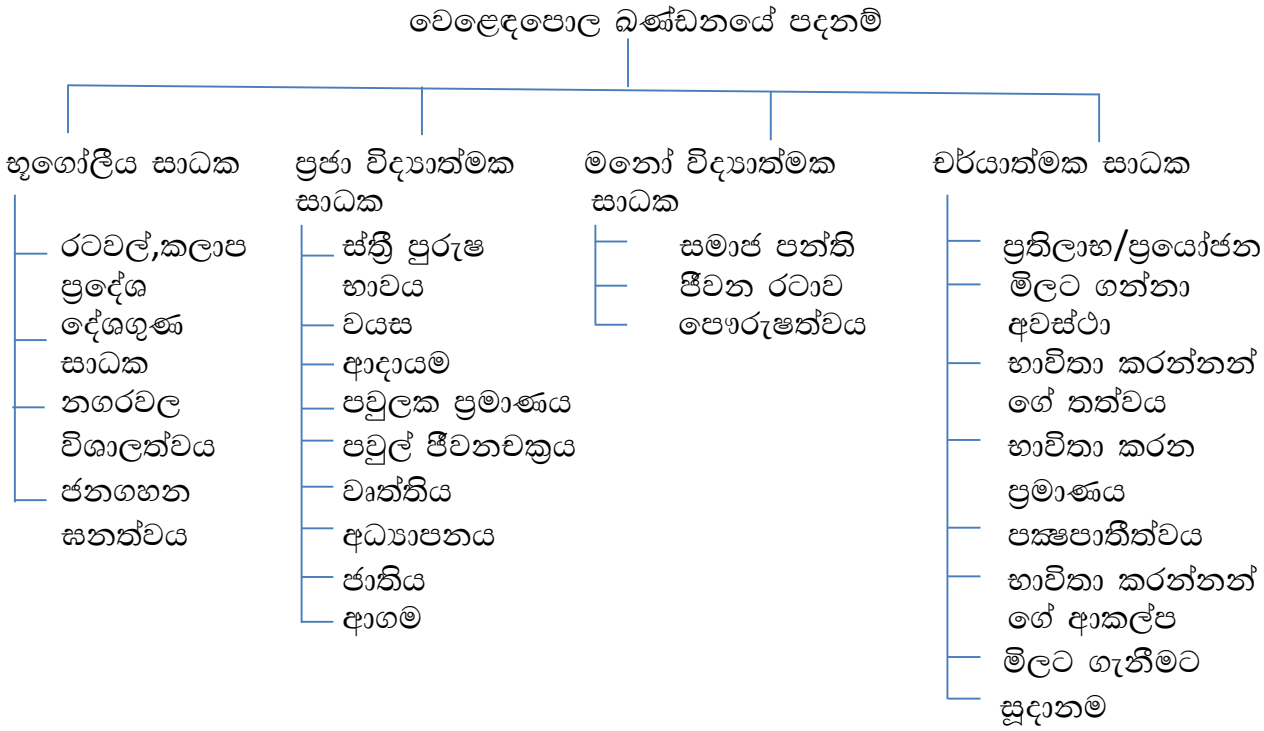 වෙළෙඳපොල ඛණ්ඩනයේ පදනම්
භූගෝලීය සාධක
රටවල්,කලාප
ප්‍රදේශ
දේශගුණ
සාධක
නගරවල
විශාලත්වය
ජනගහන
ඝනත්වය
ප්‍රජා විද්‍යාත්මක
සාධක
ස්ත්‍රී පුරුෂ
භාවය
වයස
ආදායම
පවුලක ප්‍රමාණය
පවුල් ජීවනචක්‍රය
වෘත්තිය
අධ්‍යාපනය
ජාතිය
ආගම
මනෝ විද්‍යාත්මක
සාධක
සමාජ පන්ති
ජීවන රටාව
පෞරුෂත්වය
චර්යාත්මක සාධක
ප්‍රතිලාභ/ප්‍රයෝජන
මිලට ගන්නා
අවස්ථා
භාවිතා කරන්නන්
ගේ තත්වය
භාවිතා කරන
ප්‍රමාණය
පක්‍ෂපාතීත්වය
භාවිතා කරන්නන්
ගේ ආකල්ප
මිලට ගැනීමට
සූදානම